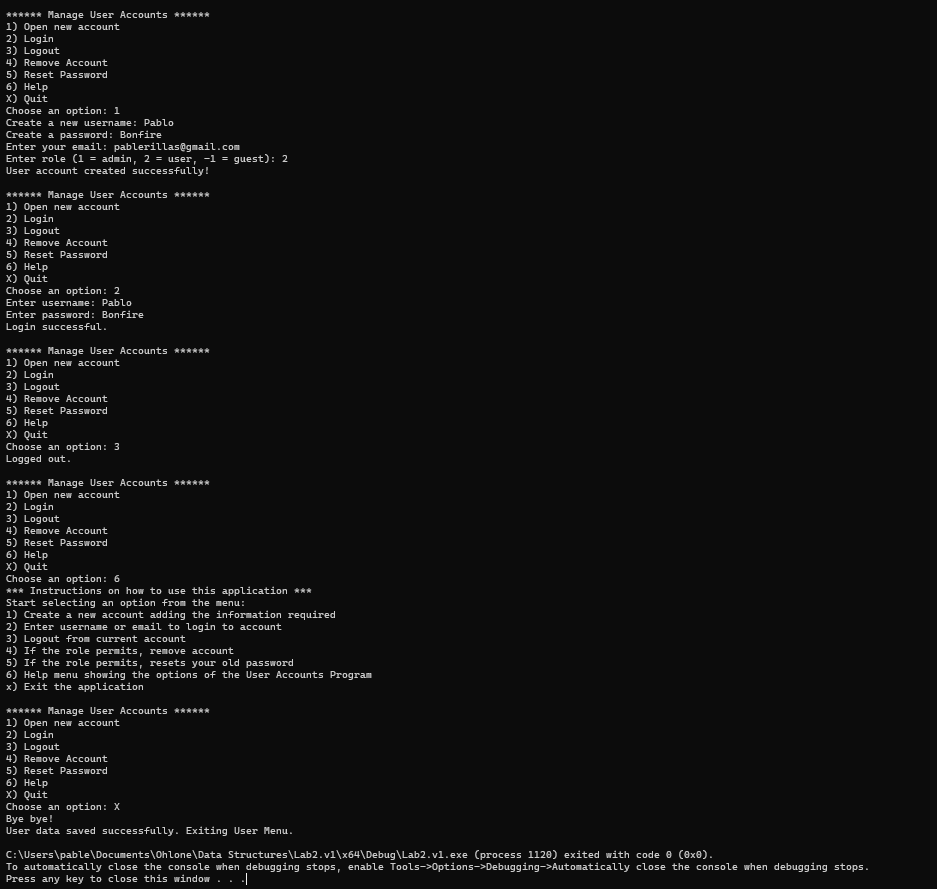 ****** Manage User Accounts ******
1) Open new account
2) Login
3) Logout
4) Remove Account
5) Reset Password
6) Help
X) Quit
Choose an option: 1
Create a new username: Pablo
Create a password: Bonfire
Enter your email: pablerillas@gmail.com
Enter role (1 = admin, 2 = user, -1 = guest): 2
User account created successfully!

****** Manage User Accounts ******
1) Open new account
2) Login
3) Logout
4) Remove Account
5) Reset Password
6) Help
X) Quit
Choose an option: 2
Enter username: Pablo
Enter password: Bonfire
Login successful.

****** Manage User Accounts ******
1) Open new account
2) Login
3) Logout
4) Remove Account
5) Reset Password
6) Help
X) Quit
Choose an option: 3
Logged out.

****** Manage User Accounts ******
1) Open new account
2) Login
3) Logout
4) Remove Account
5) Reset Password
6) Help
X) Quit
Choose an option: 6
*** Instructions on how to use this application ***
Start selecting an option from the menu:
1) Create a new account adding the information required
2) Enter username or email to login to account
3) Logout from current account
4) If the role permits, remove account
5) If the role permits, resets your old password
6) Help menu showing the options of the User Accounts Program
x) Exit the application

****** Manage User Accounts ******
1) Open new account
2) Login
3) Logout
4) Remove Account
5) Reset Password
6) Help
X) Quit
Choose an option: X
Bye bye!
User data saved successfully. Exiting User Menu.

C:\Users\pable\Documents\Ohlone\Data Structures\Lab2.v1\x64\Debug\Lab2.v1.exe (process 1120) exited with code 0 (0x0).
To automatically close the console when debugging stops, enable Tools->Options->Debugging->Automatically close the console when debugging stops.
Press any key to close this window . . .